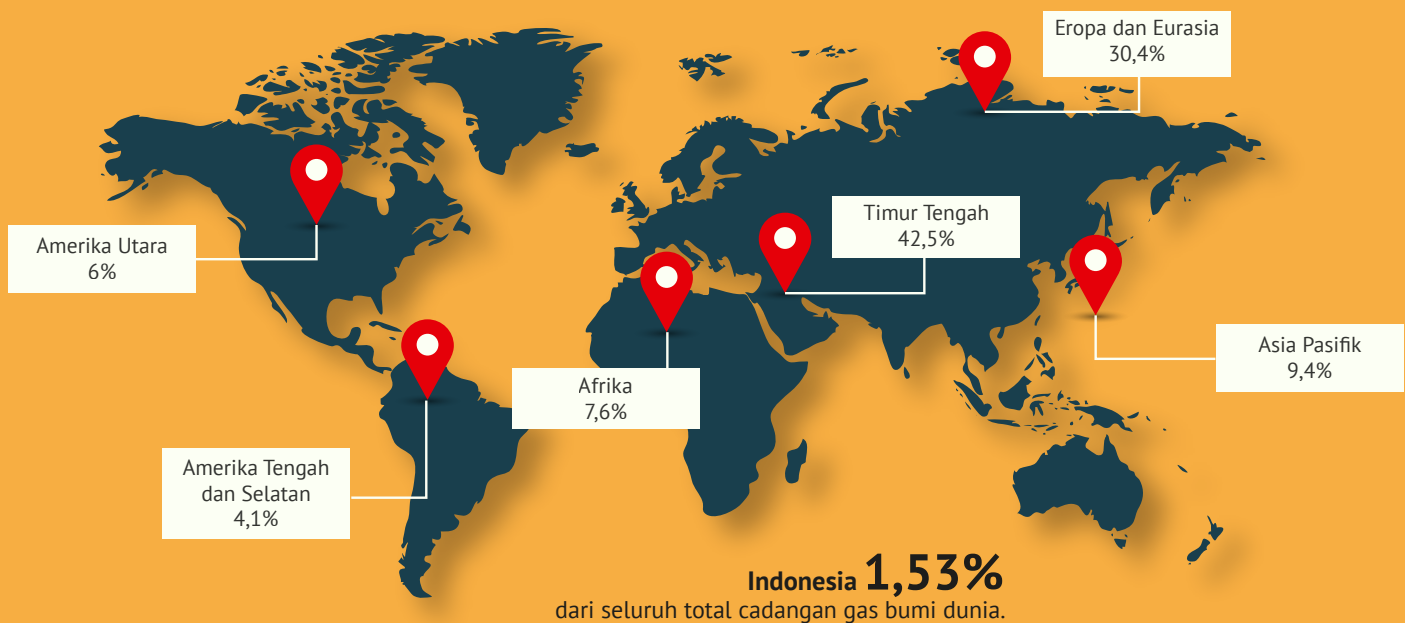 Eropa dan Eurasia
30,4%
Timur Tengah
42,5%
Amerika Utara
6%
Asia Pasifik
9,4%
Afrika
7,6%
Amerika Tengah
dan Selatan
4,1%
Indonesia 1,53%
dari seluruh total cadangan gas bumi dunia.